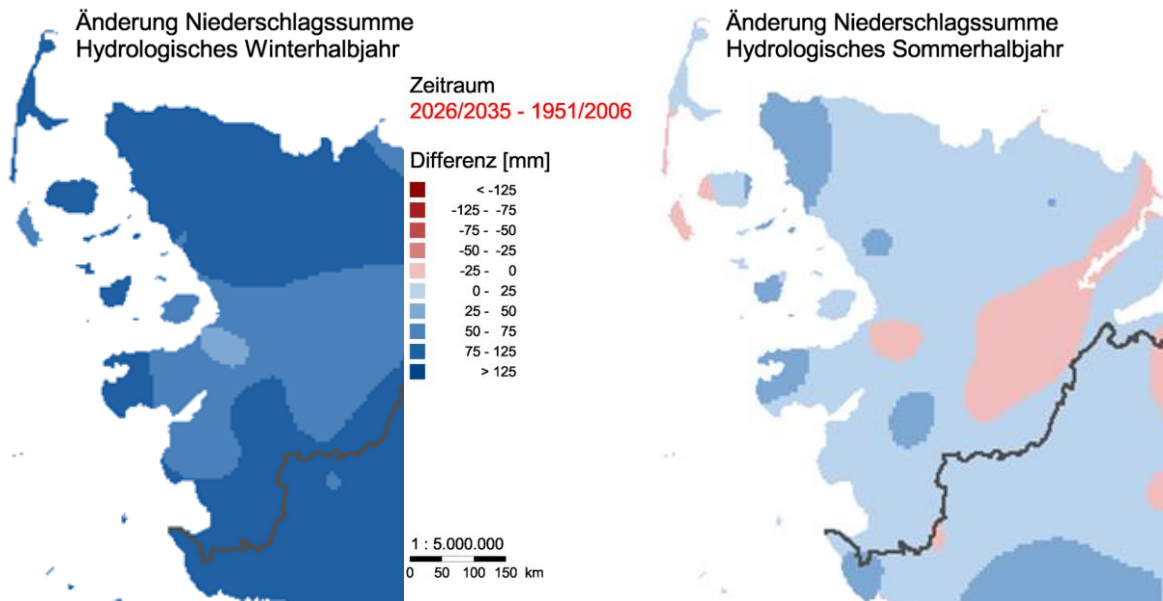 Änderung Niederschlagssumme
Hydrologisches Winterhalbjahr
Zeitraum
2026/2035 - 1951/2006
Differenz [mm]
< -125
-125 - -75
-75 - -50
-50 - -25
-25 - 0
0 - 25
25 - 50
50 - 75
75 - 125
> 125
1 : 5.000.000
0 50 100 150 km
Änderung Niederschlagssumme
Hydrologisches Sommerhalbjahr